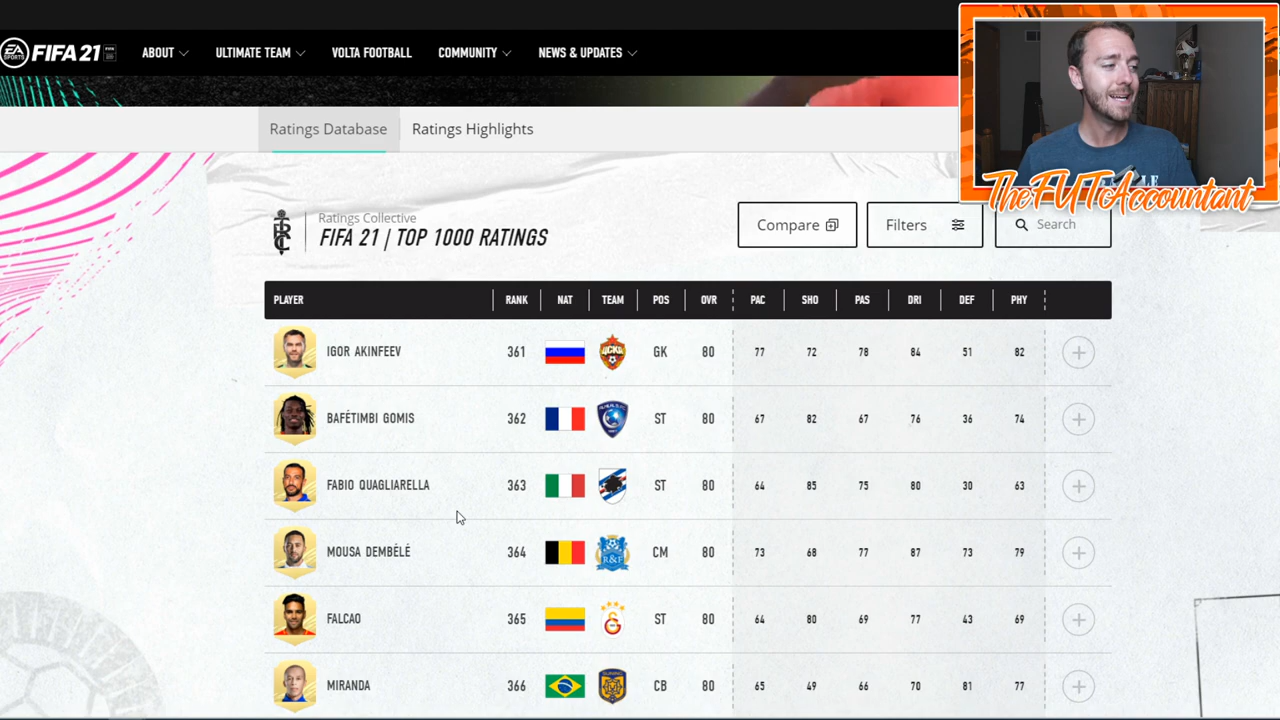 EA SPORTS FIFA 21 ABOUT ULTIMATE TEAM VOLTA FOOTBALL COMMUNITY NEWS & UPDATES
TheFUTAccountant
Ratings Database Ratings Highlights
Ratings Collective
FIFA 21 | TOP 1000 RATINGS
Compare Filters Search
PLAYER RANK NAT TEAM POS OVR PAC SHO PAS DRI DEF PHY
IGOR AKINFEEV 361 GK 80 77 72 78 84 51 82
BAFÉTIMBI GOMIS 362 ST 80 67 82 67 76 36 74
FABIO QUAGLIARELLA 363 ST 80 64 85 75 80 30 63
MOUSA DEMBÉLÉ 364 R&F CM 80 73 68 77 87 73 79
FALCAO 365 ST 80 64 80 69 77 43 69
MIRANDA 366 CB 80 65 49 66 70 81 77